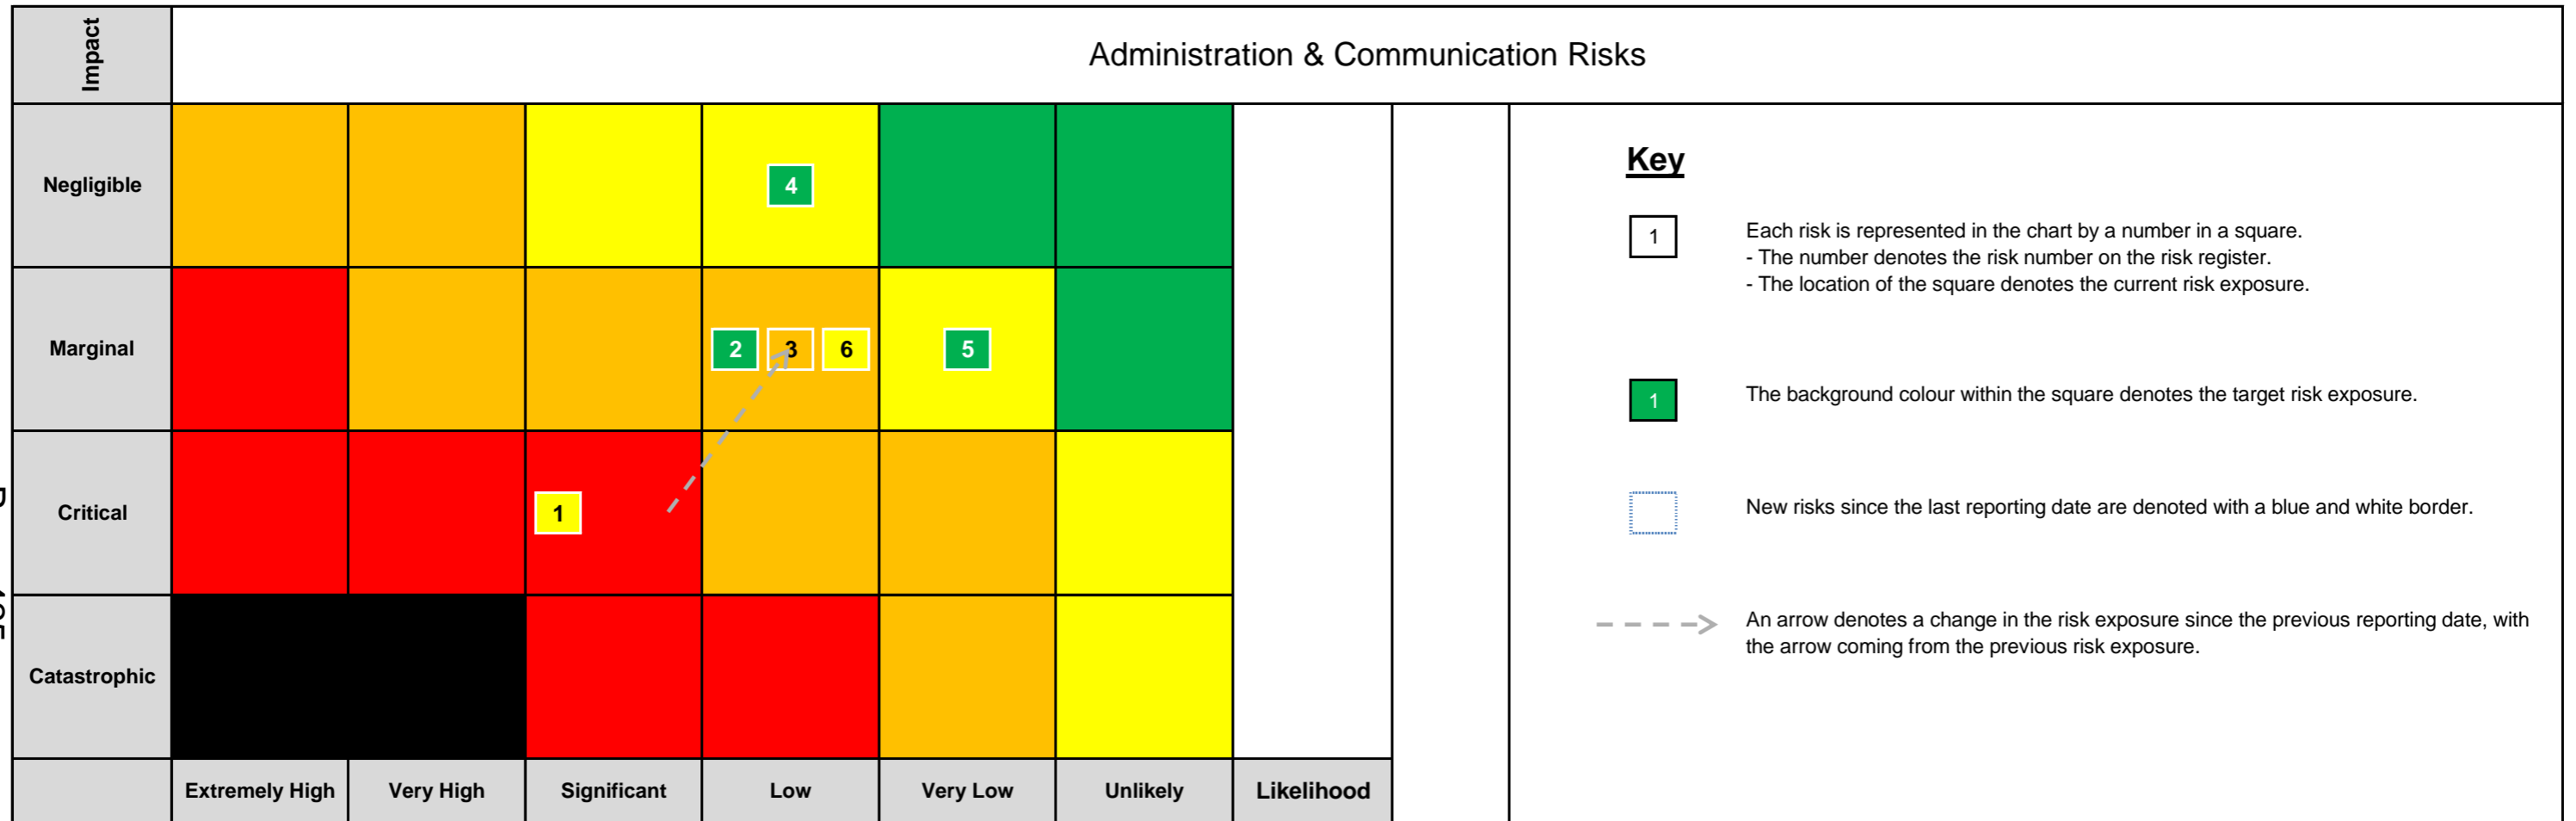 Impact
Administration & Communication Risks
Negligible
4
Marginal
2 3 6 5
Critical
1
Catastrophic
Extremely High Very High Significant Low Very Low Unlikely Likelihood
Key
1
Each risk is represented in the chart by a number in a square.
- The number denotes the risk number on the risk register.
- The location of the square denotes the current risk exposure.
1
The background colour within the square denotes the target risk exposure.
New risks since the last reporting date are denoted with a blue and white border.
An arrow denotes a change in the risk exposure since the previous reporting date, with
the arrow coming from the previous risk exposure.